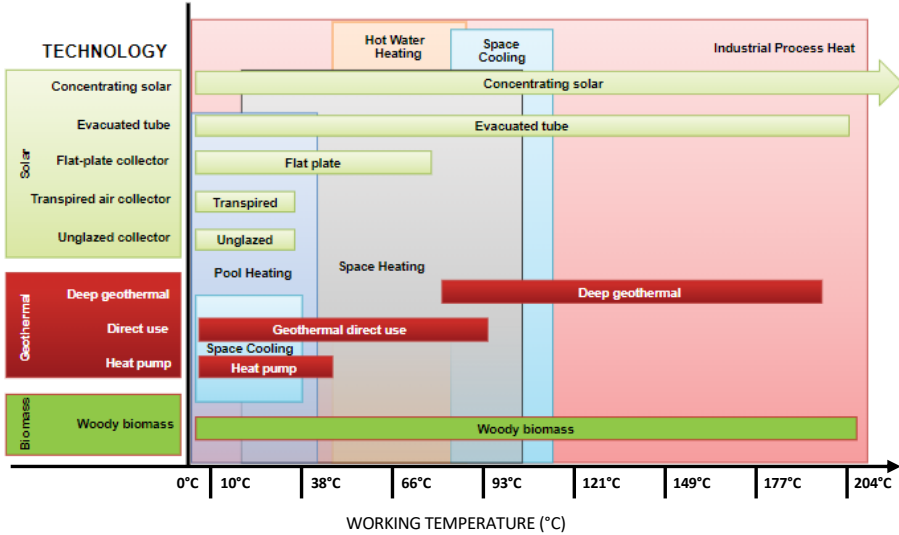 TECHNOLOGY
Hot Water
Heating
Space
Cooling
Industrial Process Heat
Solar
Concentrating solar
Concentrating solar
Evacuated tube
Evacuated tube
Flat-plate collector
Flat plate
Transpired air collector
Transpired
Unglazed collector
Unglazed
Pool Heating
Space Heating
Geothermal
Deep geothermal
Deep geothermal
Direct use
Geothermal direct use
Space Cooling
Heat pump
Heat pump
Biomass
Woody biomass
Woody biomass
0°C 10°C 38°C 66°C 93°C 121°C 149°C 177°C 204°C
WORKING TEMPERATURE (°C)